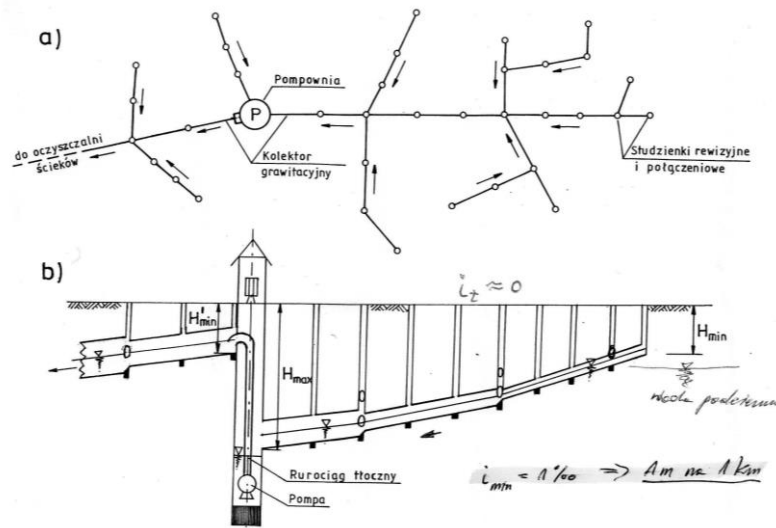 a)
P
Pompownia
do oczyszczalni
ścieków
Kolektor
grawitacyjny
Studzienki rewizyjne
i połączeniowe
b)
i_t ≈ 0
H'min
Hmax
Hmin
woda podziemna
Rurociąg tłoczny
Pompa
i_min = 1‰ => 1m na 1km